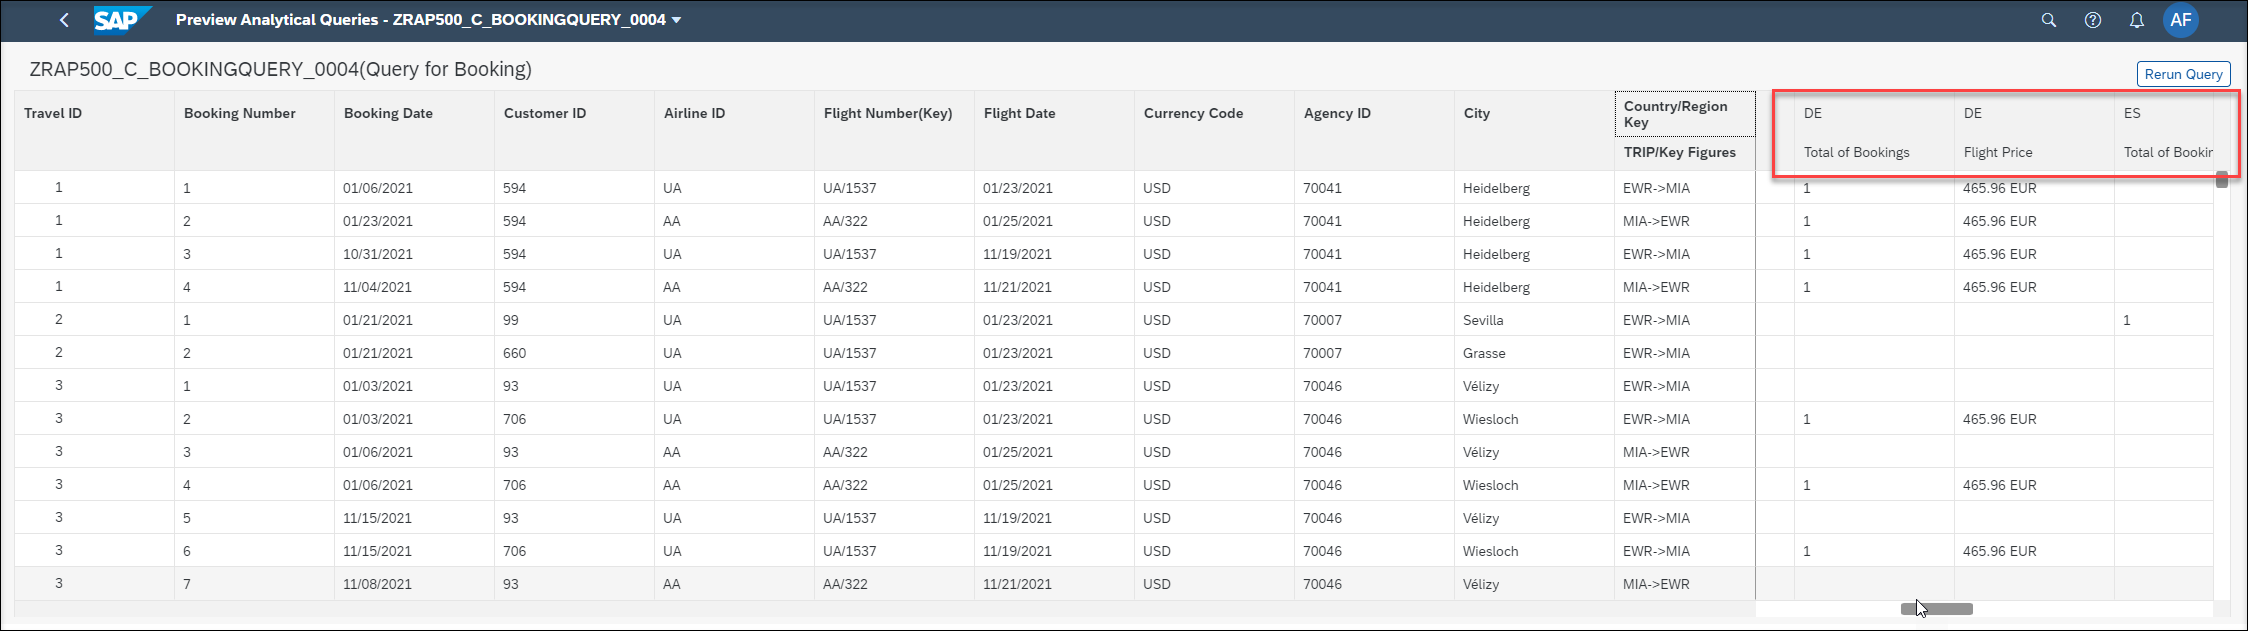 SAP Preview Analytical Queries - ZRAP500_C_BOOKINGQUERY_0004 AF
ZRAP500_C_BOOKINGQUERY_0004(Query for Booking)
Rerun Query
Travel ID Booking Number Booking Date Customer ID Airline ID Flight Number(Key) Flight Date Currency Code Agency ID City Country/Region Key DE DE ES
TRIP/Key Figures Total of Bookings Flight Price Total of Bookin
1 1 01/06/2021 594 UA UA/1537 01/23/2021 USD 70041 Heidelberg EWR->MIA 1 465.96 EUR
1 2 01/23/2021 594 AA AA/322 01/25/2021 USD 70041 Heidelberg MIA->EWR 1 465.96 EUR
1 3 10/31/2021 594 UA UA/1537 11/19/2021 USD 70041 Heidelberg EWR->MIA 1 465.96 EUR
1 4 11/04/2021 594 AA AA/322 11/21/2021 USD 70041 Heidelberg MIA->EWR 1 465.96 EUR
2 1 01/21/2021 99 UA UA/1537 01/23/2021 USD 70007 Sevilla EWR->MIA 1
2 2 01/21/2021 660 UA UA/1537 01/23/2021 USD 70007 Grasse EWR->MIA
3 1 01/03/2021 93 UA UA/1537 01/23/2021 USD 70046 Vélizy EWR->MIA
3 2 01/03/2021 706 UA UA/1537 01/23/2021 USD 70046 Wiesloch EWR->MIA 1 465.96 EUR
3 3 01/06/2021 93 AA AA/322 01/25/2021 USD 70046 Vélizy MIA->EWR
3 4 01/06/2021 706 AA AA/322 01/25/2021 USD 70046 Wiesloch MIA->EWR 1 465.96 EUR
3 5 11/15/2021 93 UA UA/1537 11/19/2021 USD 70046 Vélizy EWR->MIA
3 6 11/15/2021 706 UA UA/1537 11/19/2021 USD 70046 Wiesloch EWR->MIA 1 465.96 EUR
3 7 11/08/2021 93 AA AA/322 11/21/2021 USD 70046 Vélizy MIA->EWR